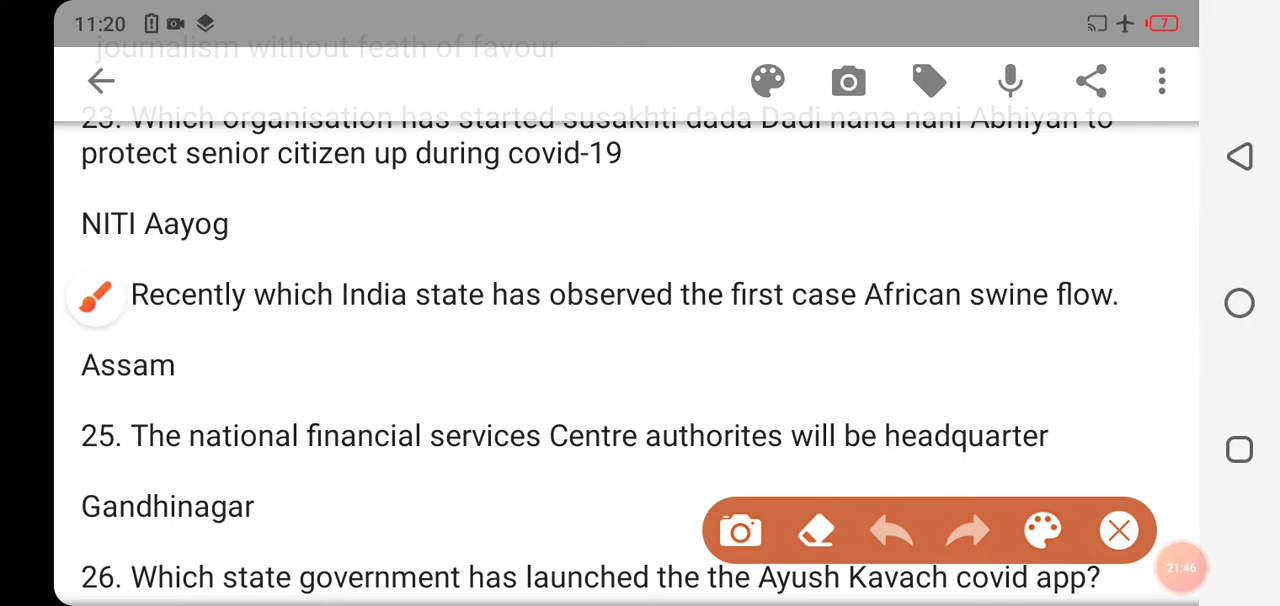 11:20
7
journalism without feath of favour
23. Which organisation has started susakhti dada Dadi nana nani Abhiyan to
protect senior citizen up during covid-19
NITI Aayog
Recently which India state has observed the first case African swine flow.
Assam
25. The national financial services Centre authorites will be headquarter
Gandhinagar
26. Which state government has launched the the Ayush Kavach covid app?
21:46